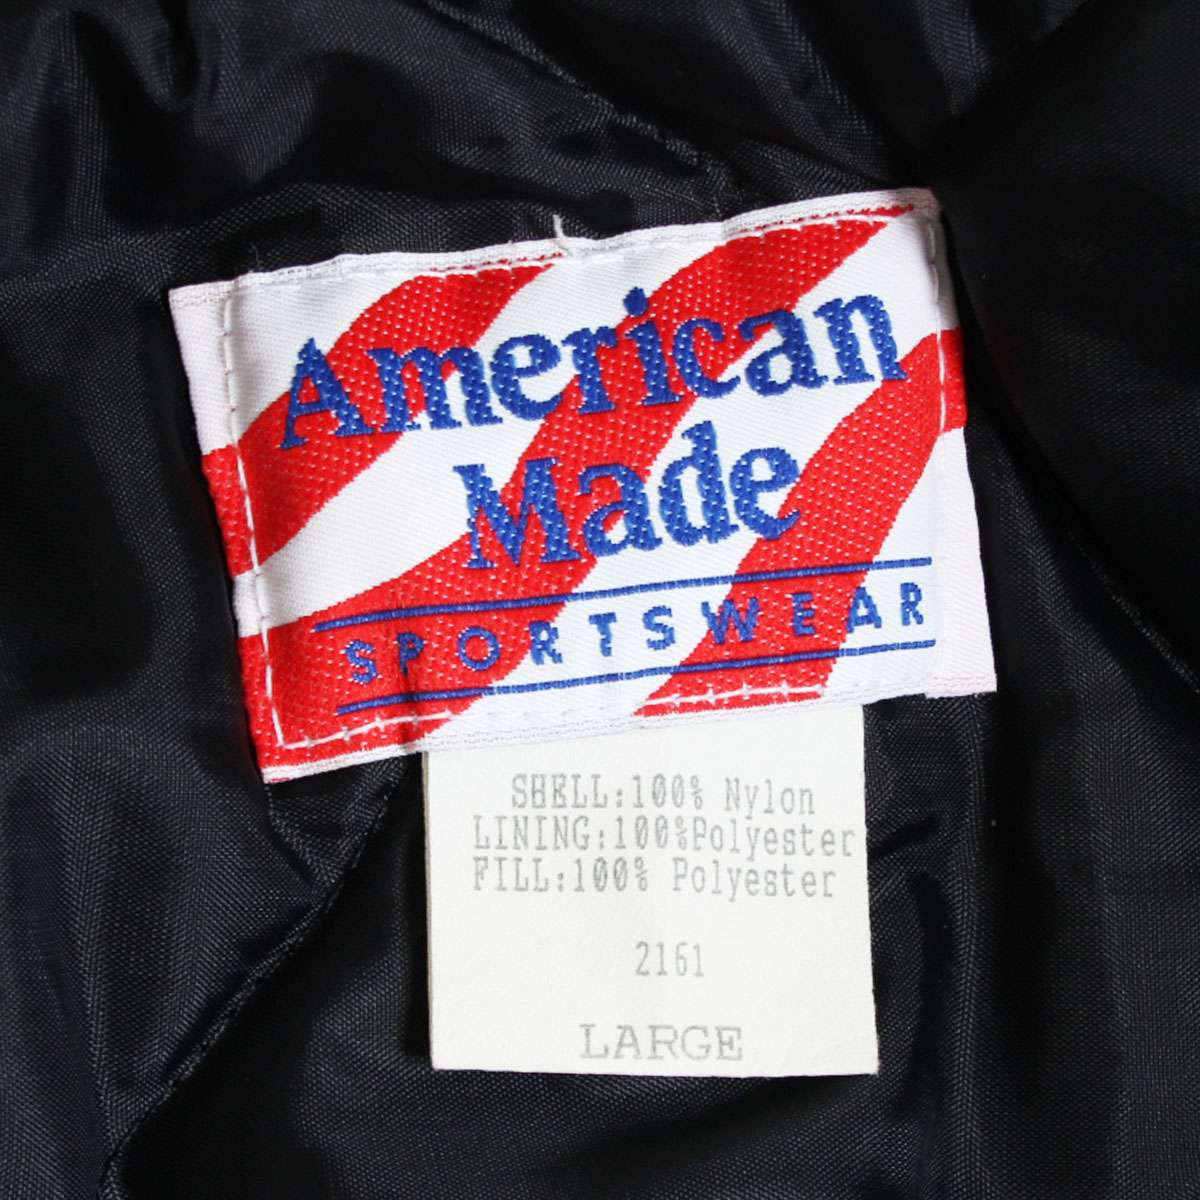 American
Made
SPORTSWEAR
SHELL:100% Nylon
LINING:100%Polyester
FILL:100% Polyester
2161
LARGE